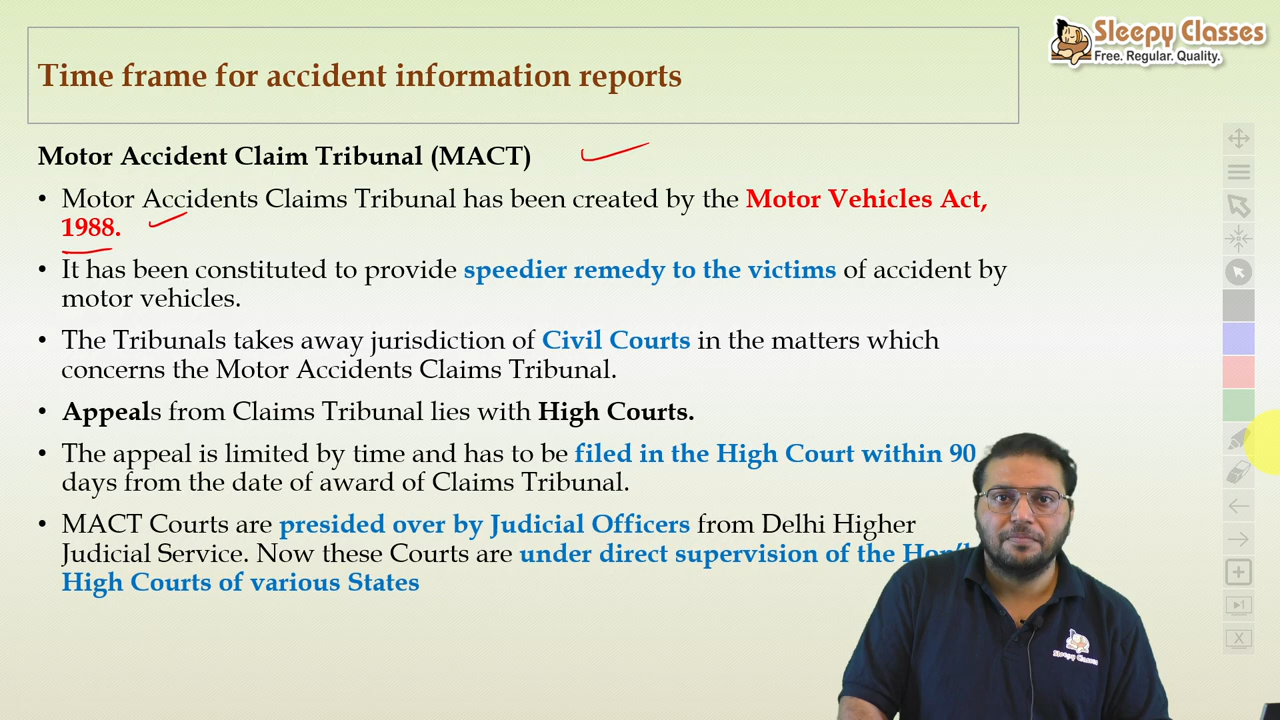 Sleepy Classes
Free. Regular. Quality.
Time frame for accident information reports
Motor Accident Claim Tribunal (MACT)
• Motor Accidents Claims Tribunal has been created by the Motor Vehicles Act,
1988.
• It has been constituted to provide speedier remedy to the victims of accident by
motor vehicles.
• The Tribunals takes away jurisdiction of Civil Courts in the matters which
concerns the Motor Accidents Claims Tribunal.
• Appeals from Claims Tribunal lies with High Courts.
• The appeal is limited by time and has to be filed in the High Court within 90
days from the date of award of Claims Tribunal.
• MACT Courts are presided over by Judicial Officers from Delhi Higher
Judicial Service. Now these Courts are under direct supervision of the
High Courts of various States
Sleepy Classes